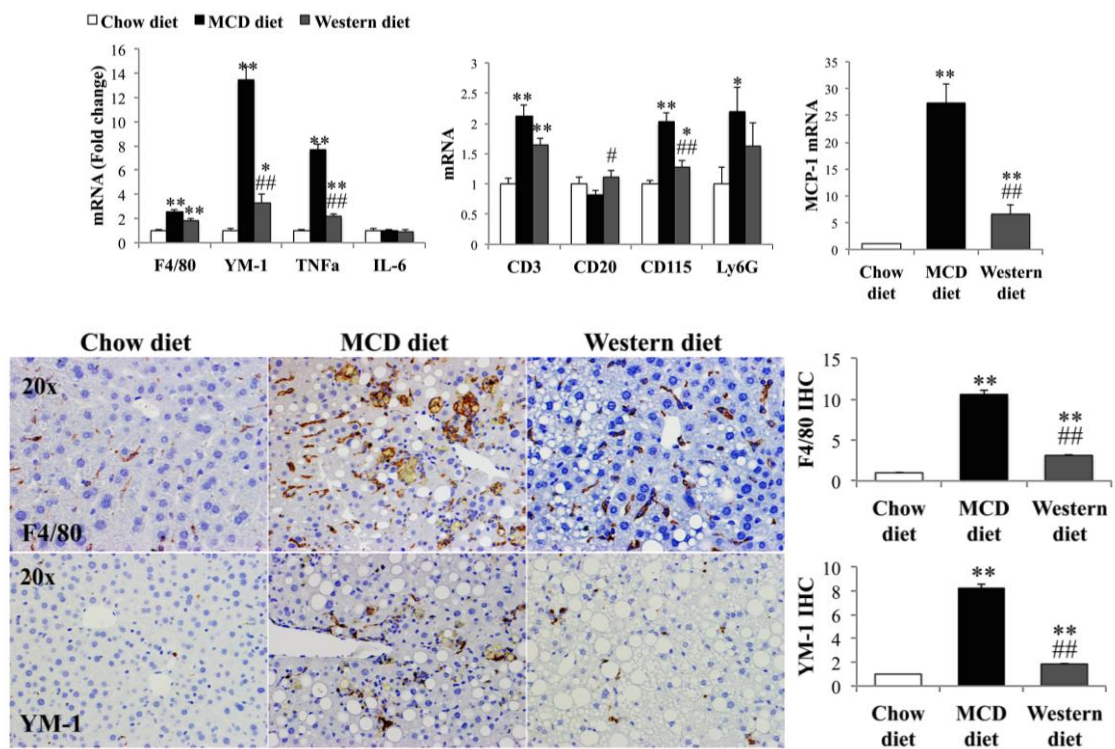 Chow diet MCD diet Western diet
mRNA (Fold change)
16
14
12
10
8
6
4
2
0
** ** ** * ## ** ** ##
F4/80 YM-1 TNFa IL-6
mRNA
3
2.5
2
1.5
1
0.5
0
** ** # ** * ## *
CD3 CD20 CD115 Ly6G
MCP-1 mRNA
35
30
25
20
15
10
5
0
** ** ##
Chow MCD Western
diet diet diet
Chow diet MCD diet Western diet
20x
F4/80
20x
YM-1
F4/80 IHC
15
10
5
0
** ** ##
Chow MCD Western
diet diet diet
YM-1 IHC
10
8
6
4
2
0
** ** ##
Chow MCD Western
diet diet diet